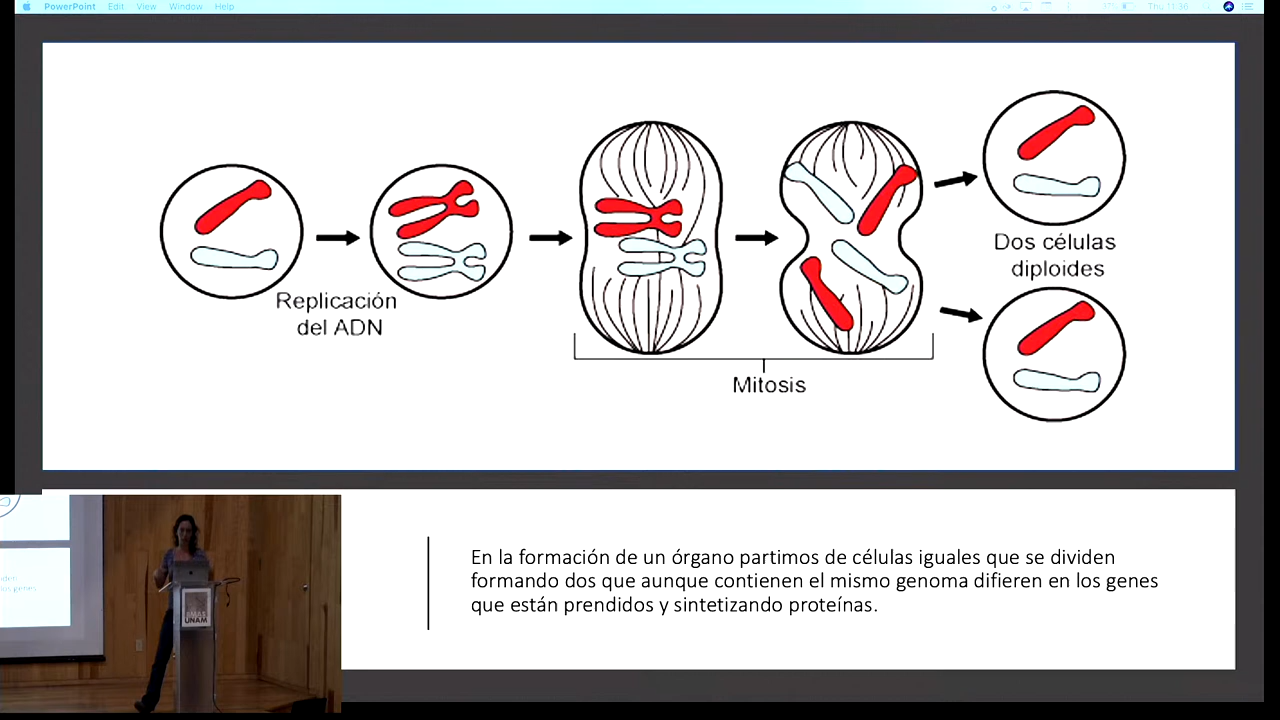 PowerPoint Edit View Window Help
Replicación
del ADN
Mitosis
Dos células
diploides
En la formación de un órgano partimos de células iguales que se dividen
formando dos que aunque contienen el mismo genoma difieren en los genes
que están prendidos y sintetizando proteínas.
UNAM